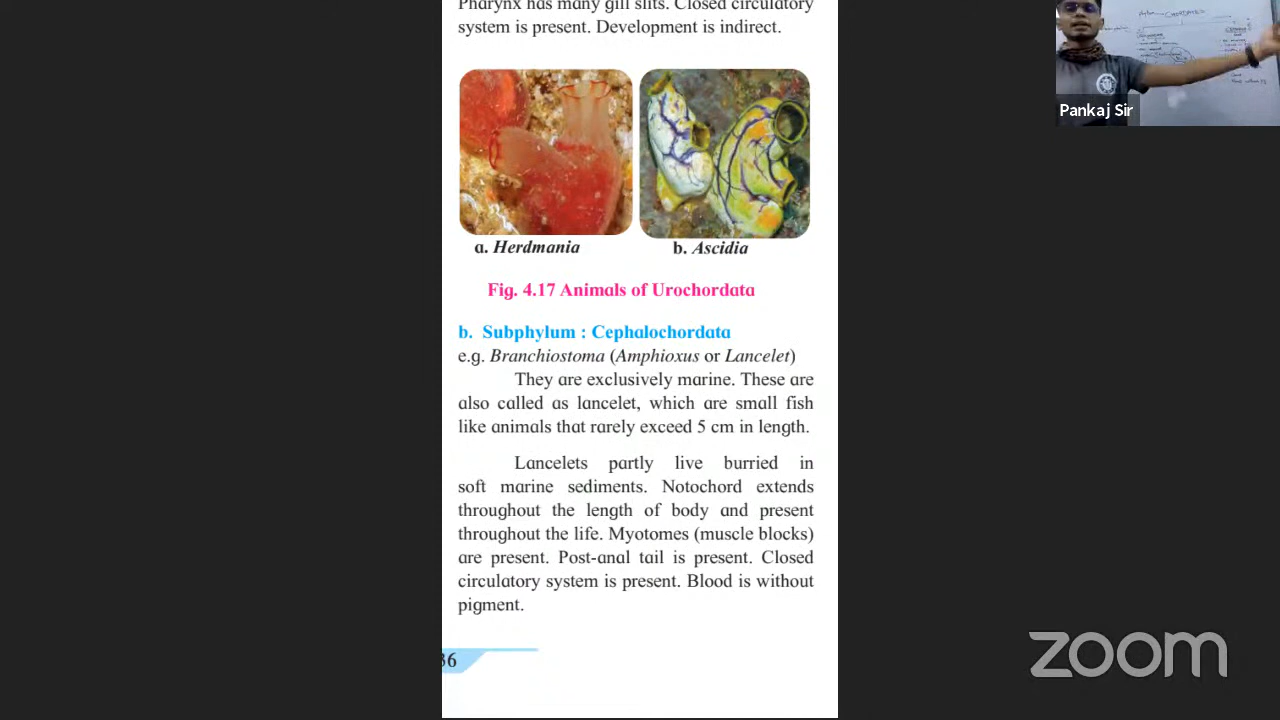 Pharynx has many gill slits. Closed circulatory
system is present. Development is indirect.
a. Herdmania
b. Ascidia
Fig. 4.17 Animals of Urochordata
b. Subphylum : Cephalochordata
e.g. Branchiostoma (Amphioxus or Lancelet)
They are exclusively marine. These are
also called as lancelet, which are small fish
like animals that rarely exceed 5 cm in length.
Lancelets partly live burried in
soft marine sediments. Notochord extends
throughout the length of body and present
throughout the life. Myotomes (muscle blocks)
are present. Post-anal tail is present. Closed
circulatory system is present. Blood is without
pigment.
36
Pankaj Sir
zoom